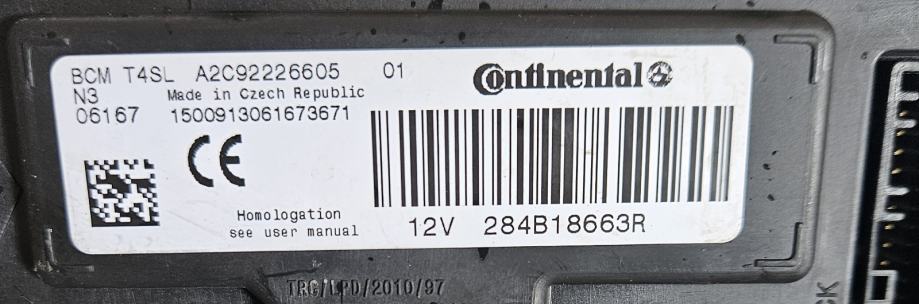 BCM T4SL A2C92226605 01
Continental
N3 Made in Czech Republic
06167 1500913061673671
CE
Homologation
see user manual
12V 284B18663R
TRC/LPD/2010/97
K